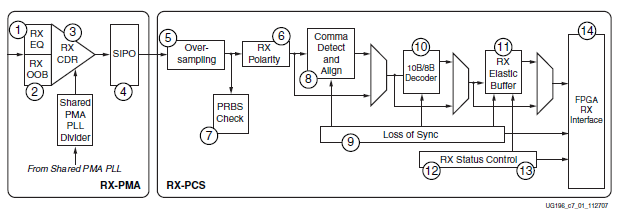 1
RX
EQ
RX
OOB
2
3
RX
CDR
SIPO
4
Shared
PMA
PLL
Divider
From Shared PMA PLL
RX-PMA
5
Over-
sampling
6
RX
Polarity
PRBS
Check
7
Comma
Detect
and
Align
8
10
10B/8B
Decoder
11
RX
Elastic
Buffer
9
Loss of Sync
RX Status Control
12
13
14
FPGA
RX
Interface
RX-PCS
UG196_c7_01_112707